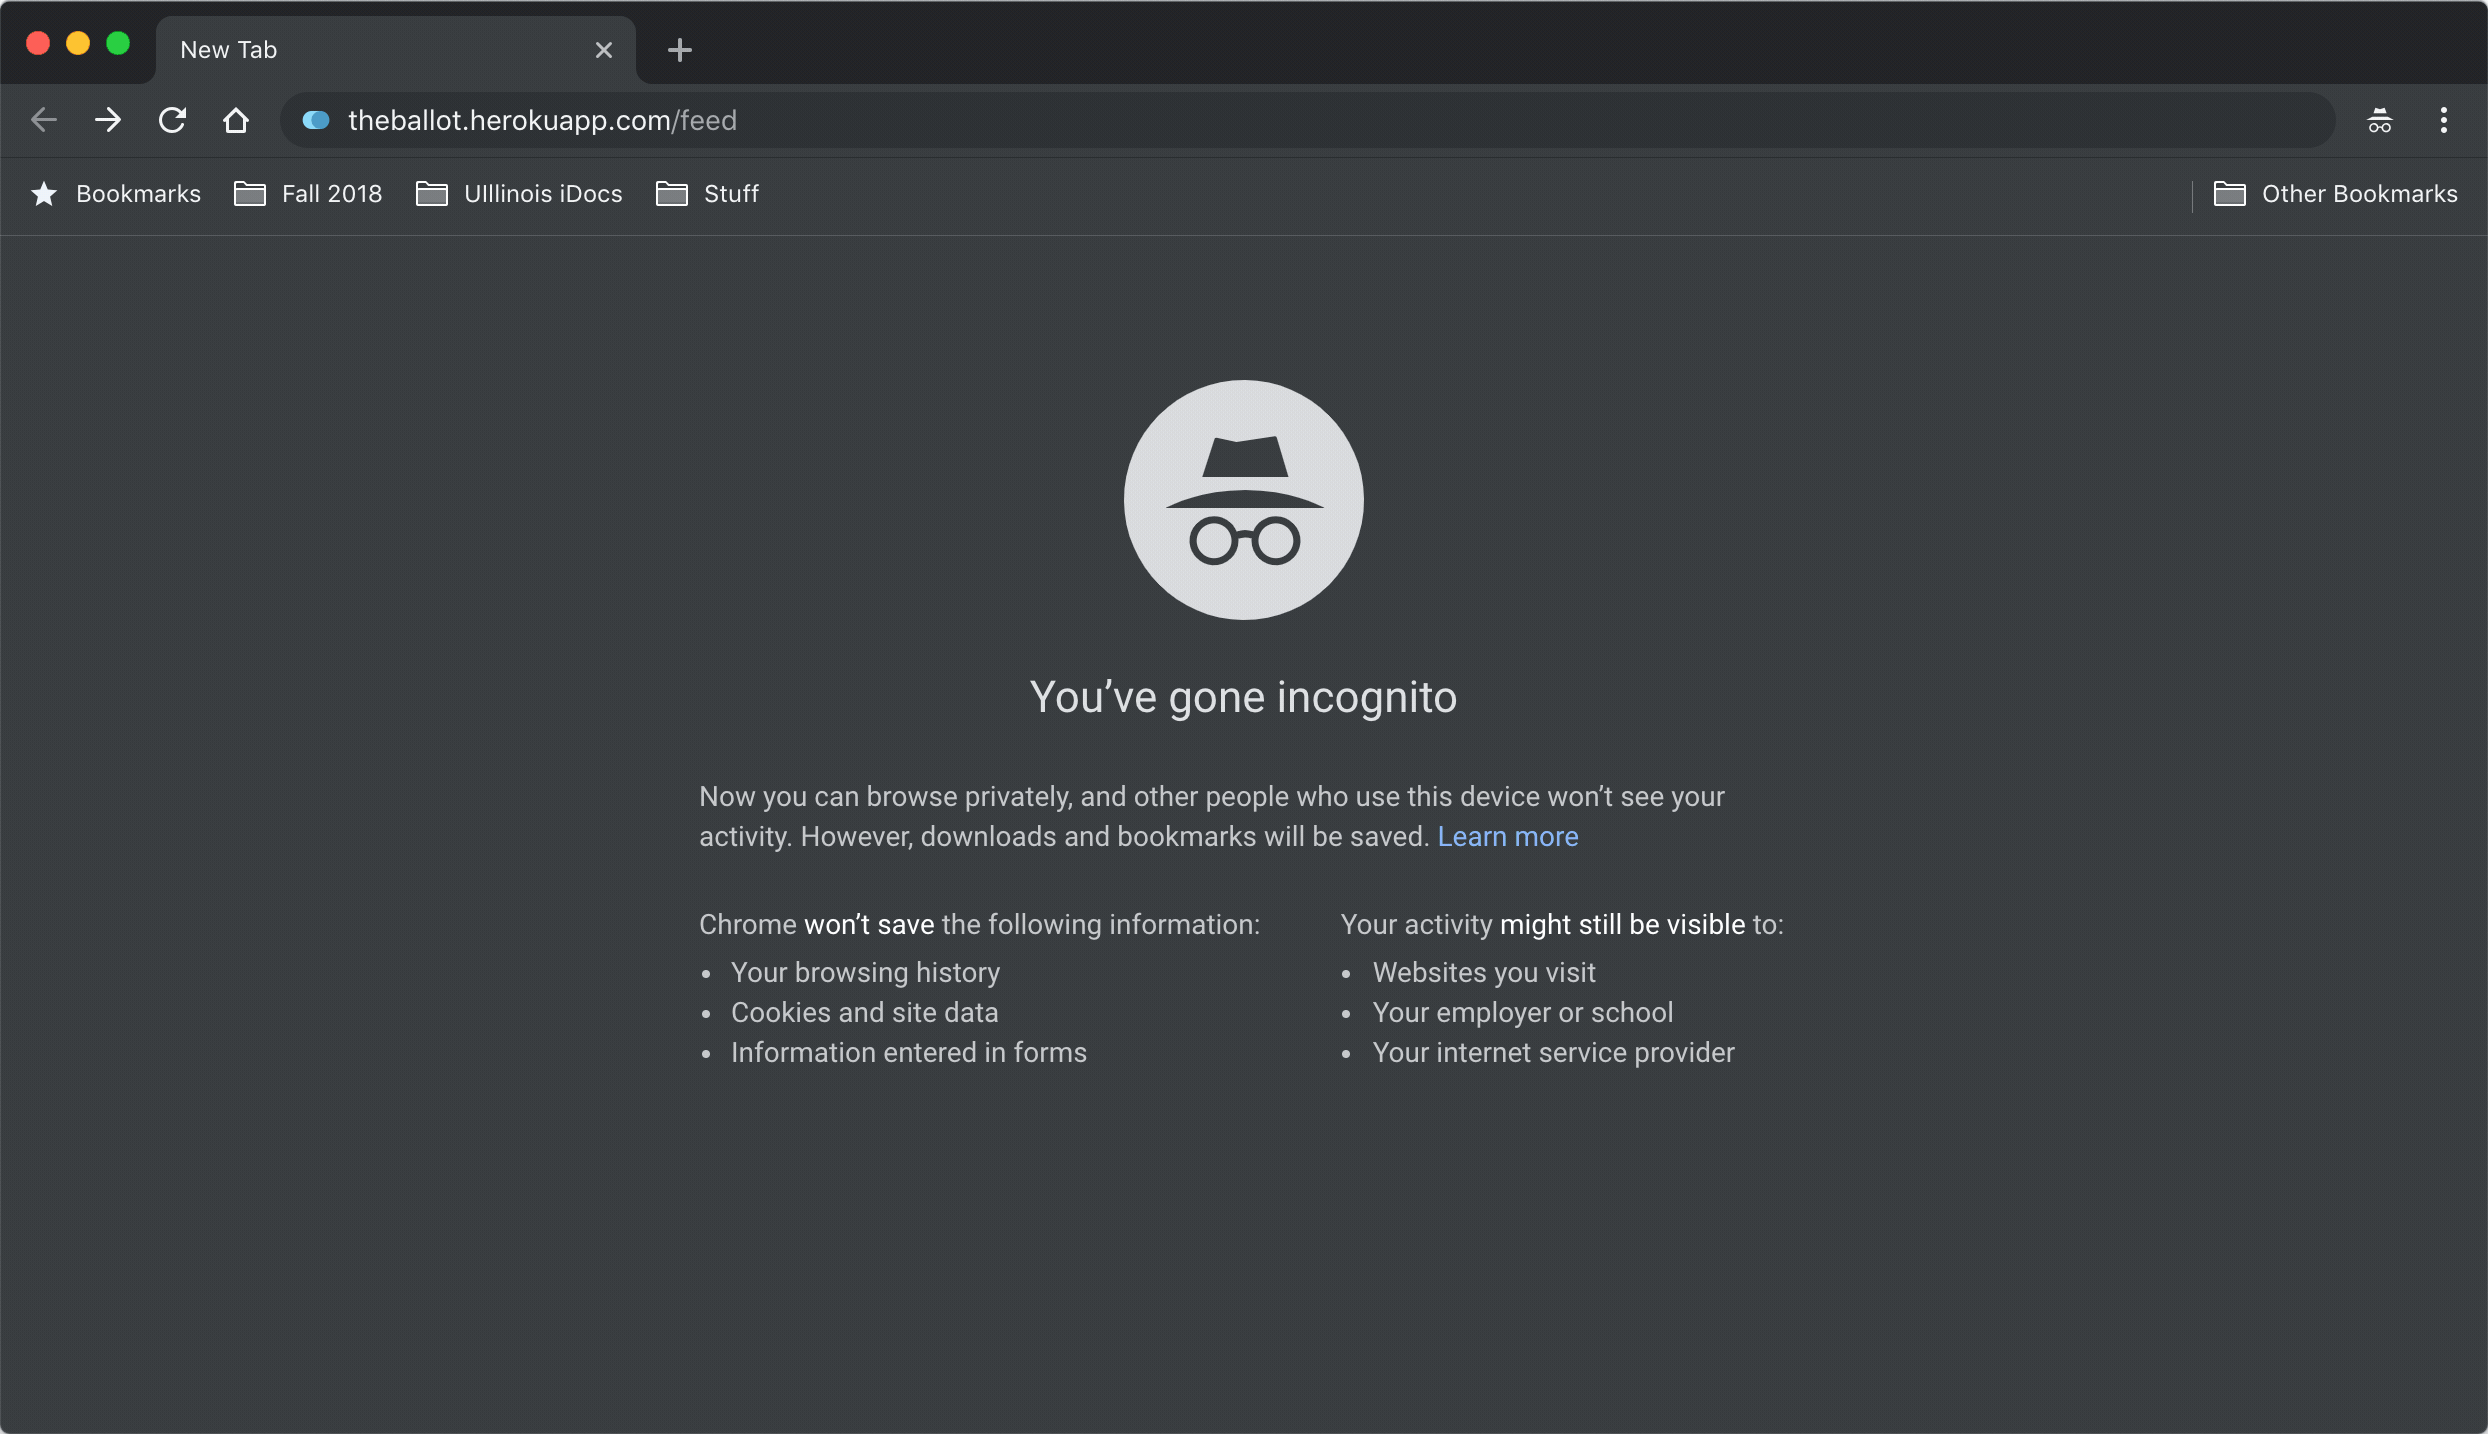 New Tab
theballot.herokuapp.com/feed
Bookmarks Fall 2018 UIllinois iDocs Stuff Other Bookmarks
You’ve gone incognito
Now you can browse privately, and other people who use this device won’t see your
activity. However, downloads and bookmarks will be saved. Learn more
Chrome won’t save the following information:
• Your browsing history
• Cookies and site data
• Information entered in forms
Your activity might still be visible to:
• Websites you visit
• Your employer or school
• Your internet service provider